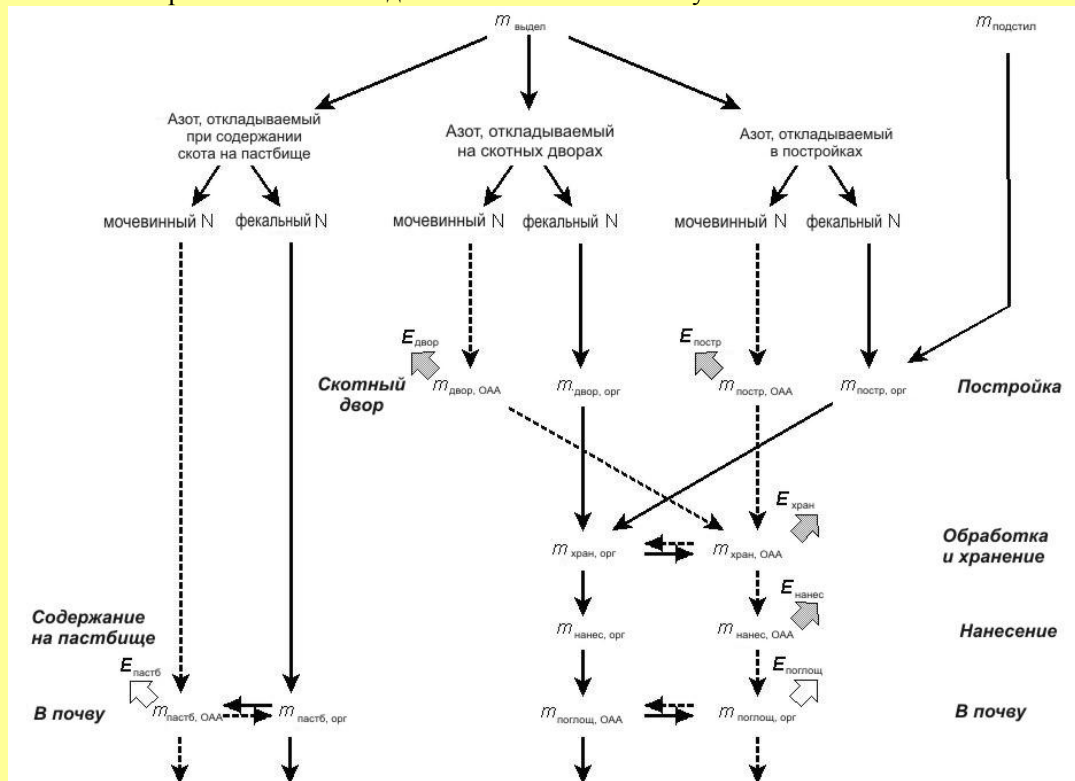 m выдел
m подстил
Азот, откладываемый
при содержании
скота на пастбище
Азот, откладываемый
на скотных дворах
Азот, откладываемый
в постройках
мочевинный N
фекальный N
мочевинный N
фекальный N
мочевинный N
фекальный N
E двор
E постр
Скотный
двор
m двор, ОАА
m двор, орг
m постр, ОАА
m постр, орг
Постройка
E хран
m хран, орг
m хран, ОАА
Обработка
и хранение
E нанес
Содержание
на пастбище
m нанес, орг
m нанес, ОАА
Нанесение
E пастб
E поглощ
В почву
m пастб, ОАА
m пастб, орг
m поглощ, ОАА
m поглощ, орг
В почву